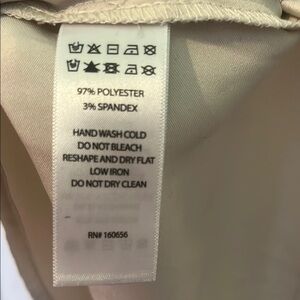 97% POLYESTER
3% SPANDEX
HAND WASH COLD
DO NOT BLEACH
RESHAPE AND DRY FLAT
LOW IRON
DO NOT DRY CLEAN
RN# 160656